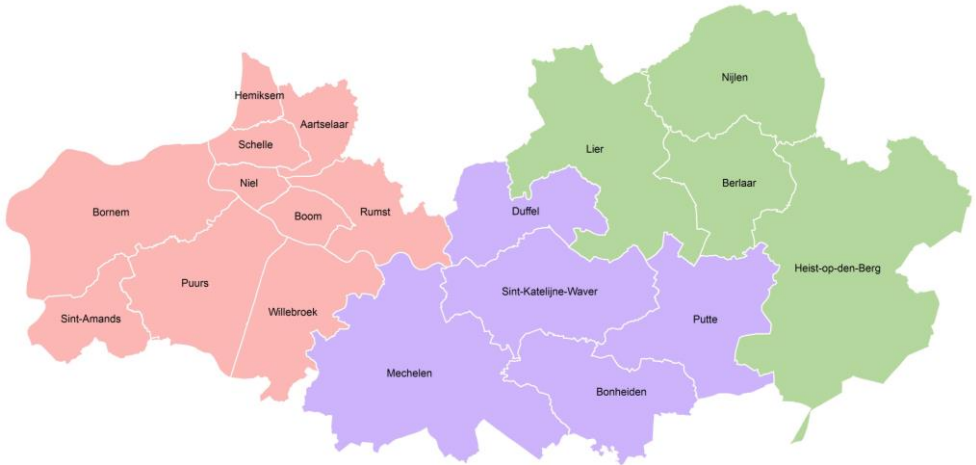 Nijlen
Hemiksem
Aartselaar
Schelle
Lier
Niel
Berlaar
Bornem
Boom
Rumst
Duffel
Heist-op-den-Berg
Puurs
Sint-Katelijne-Waver
Willebroek
Sint-Amands
Putte
Mechelen
Bonheiden